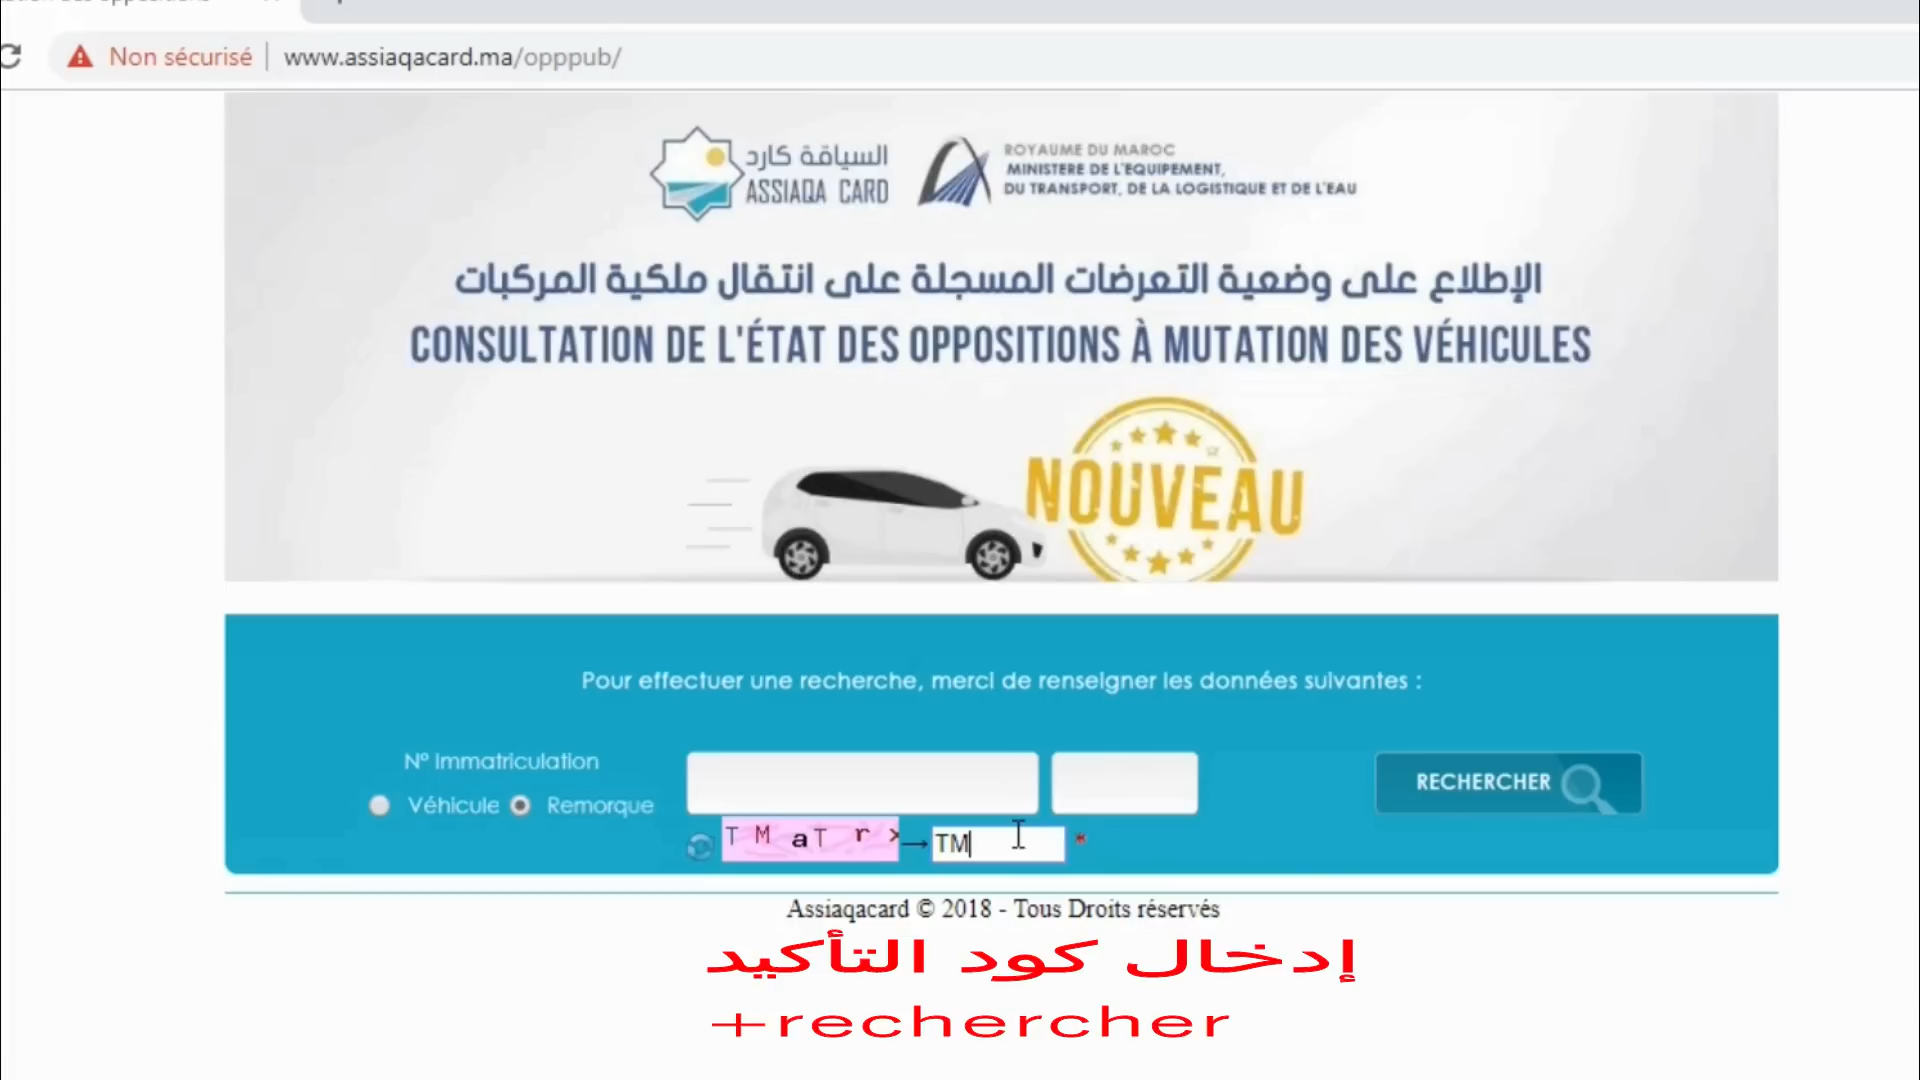 Non sécurisé | www.assiaqacard.ma/opppub/
السياقة كارد
ASSIAQA CARD
ROYAUME DU MAROC
MINISTERE DE L'EQUIPEMENT,
DU TRANSPORT, DE LA LOGISTIQUE ET DE L'EAU
الإطلاع على وضعية التعرضات المسجلة على انتقال ملكية المركبات
CONSULTATION DE L'ÉTAT DES OPPOSITIONS À MUTATION DES VÉHICULES
NOUVEAU
Pour effectuer une recherche, merci de renseigner les données suivantes :
N° Immatriculation
Véhicule Remorque
RECHERCHER
T M a T r x → TM *
Assiaqacard © 2018 - Tous Droits réservés
إدخال كود التأكيد
+rechercher